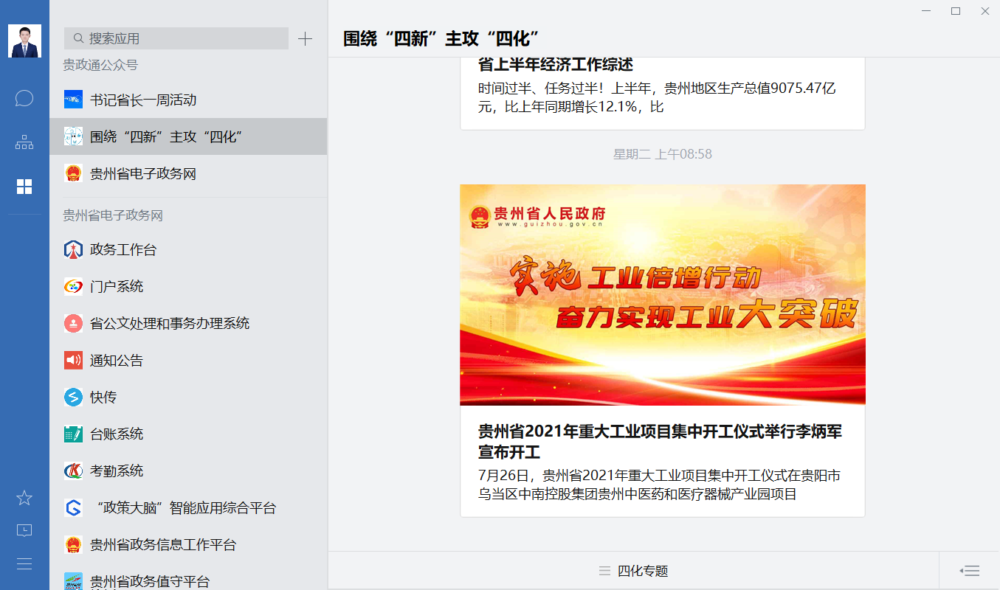 搜索应用
贵政通公众号
书记省长一周活动
围绕“四新”主攻“四化”
贵州省电子政务网
贵州省电子政务网
政务工作台
门户系统
省公文处理和事务办理系统
通知公告
快传
台账系统
考勤系统
“政策大脑”智能应用综合平台
贵州省政务信息工作平台
贵州省政务值守平台
围绕“四新”主攻“四化”
省上半年经济工作综述
时间过半、任务过半！上半年，贵州地区生产总值9075.47亿
元，比上年同期增长12.1%，比
星期二 上午08:58
贵州省人民政府
www.guizhou.gov.cn
实施工业倍增行动
奋力实现工业大突破
贵州省2021年重大工业项目集中开工仪式举行李炳军
宣布开工
7月26日，贵州省2021年重大工业项目集中开工仪式在贵阳市
乌当区中南控股集团贵州中医药和医疗器械产业园项目
四化专题